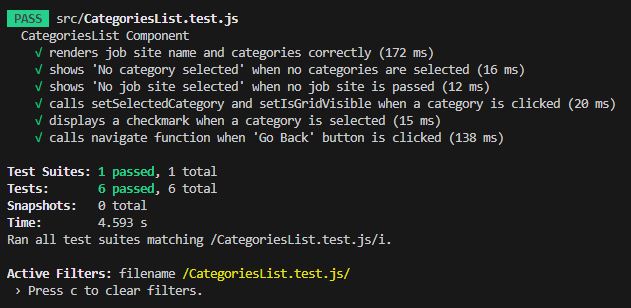 PASS src/CategoriesList.test.js
CategoriesList Component
√ renders job site name and categories correctly (172 ms)
√ shows 'No category selected' when no categories are selected (16 ms)
√ shows 'No job site selected' when no job site is passed (12 ms)
√ calls setSelectedCategory and setIsGridVisible when a category is clicked (20 ms)
√ displays a checkmark when a category is selected (15 ms)
√ calls navigate function when 'Go Back' button is clicked (138 ms)
Test Suites: 1 passed, 1 total
Tests: 6 passed, 6 total
Snapshots: 0 total
Time: 4.593 s
Ran all test suites matching /CategoriesList.test.js/i.
Active Filters: filename /CategoriesList.test.js/
› Press c to clear filters.